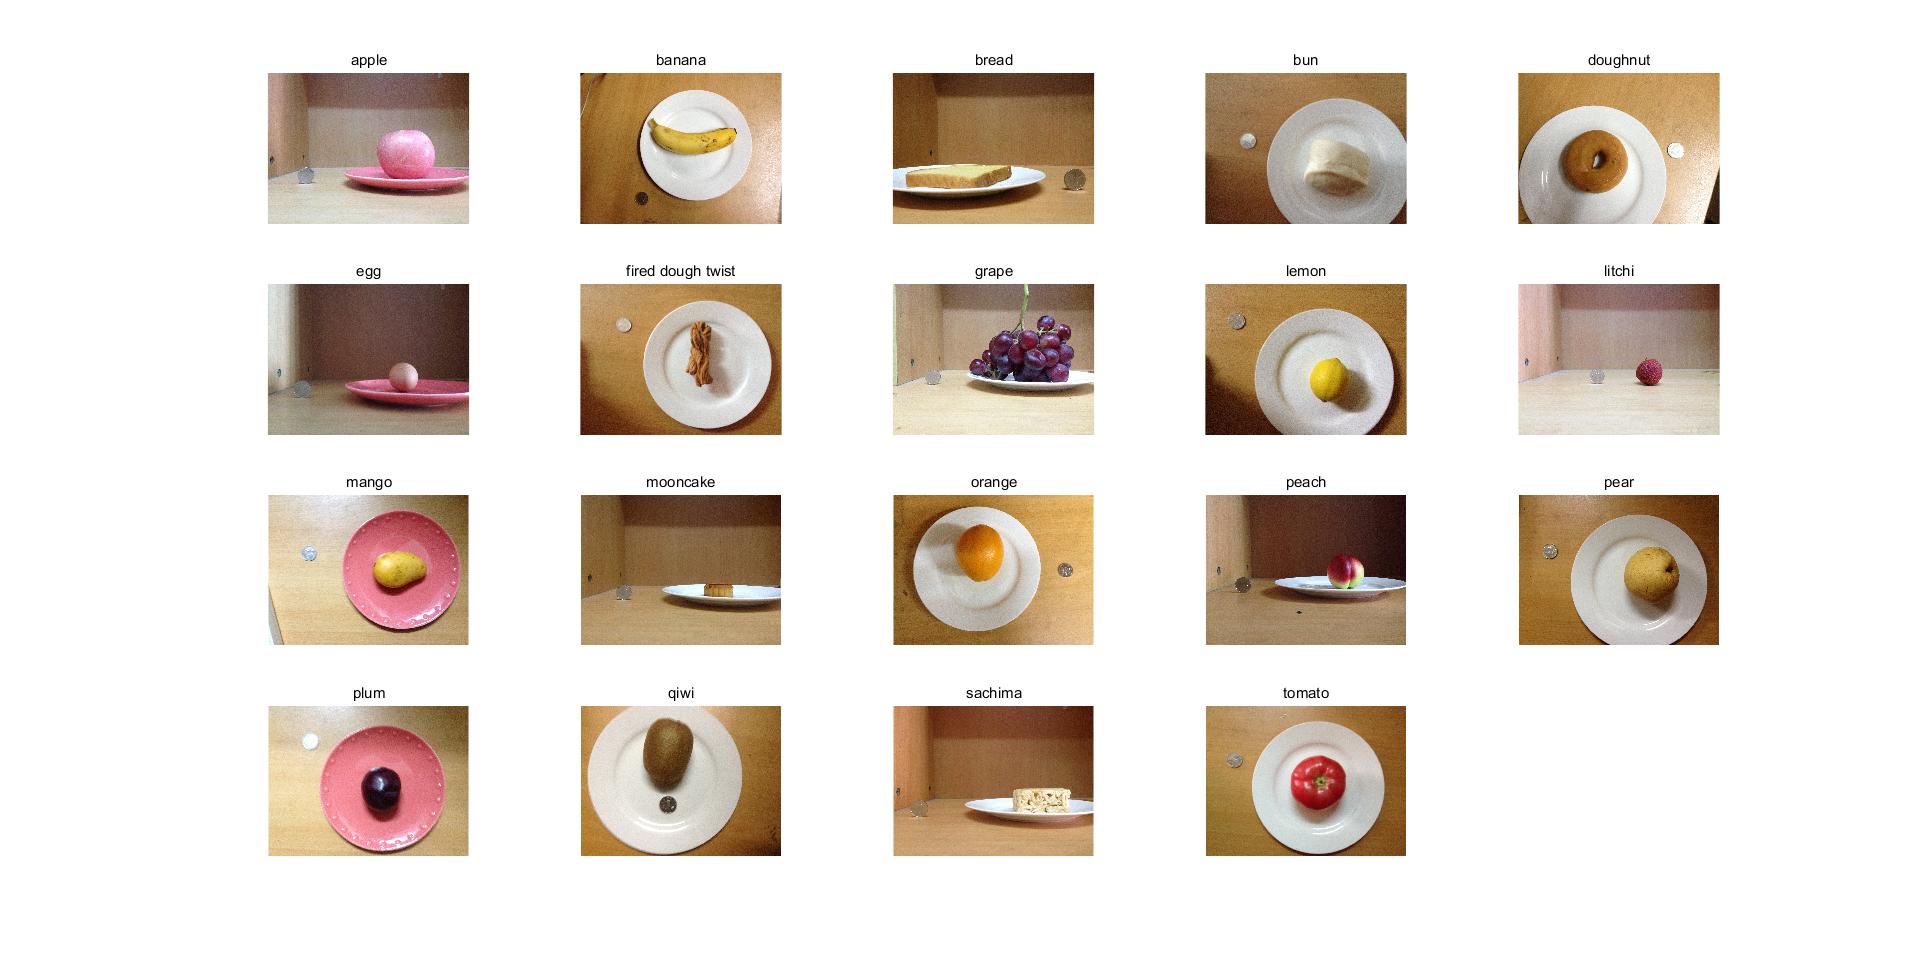 apple
banana
bread
bun
doughnut
egg
fired dough twist
grape
lemon
litchi
mango
mooncake
orange
peach
pear
plum
qiwi
sachima
tomato